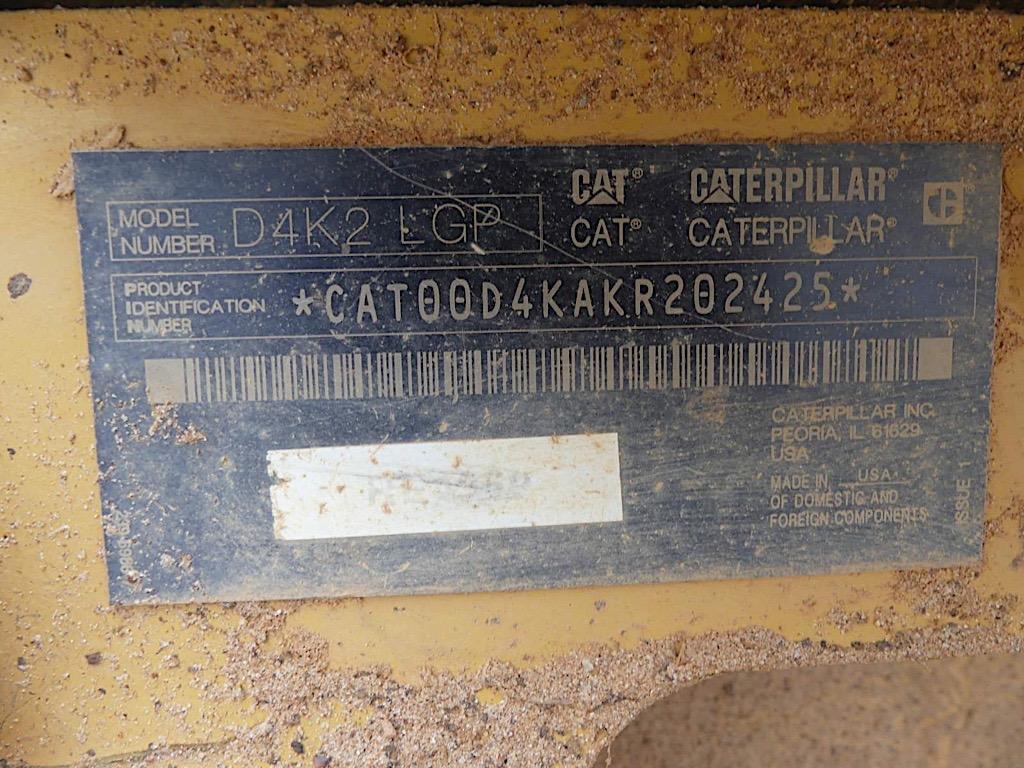 MODEL NUMBER D4K2 LGP
CAT® CATERPILLAR®
CAT® CATERPILLAR®
PRODUCT
IDENTIFICATION
NUMBER
*CAT00D4KAKR202425*
CATERPILLAR INC.
PEORIA, IL 61629
USA
MADE IN USA
OF DOMESTIC AND
FOREIGN COMPONENTS
ISSUE 1